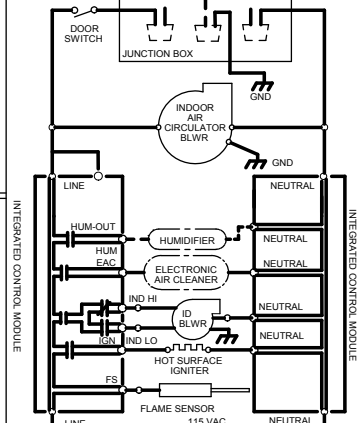 DOOR
SWITCH
JUNCTION BOX
GND
INDOOR
AIR
CIRCULATOR
BLWR
GND
LINE
NEUTRAL
HUM-OUT
HUMIDIFIER
NEUTRAL
HUM
EAC
ELECTRONIC
AIR CLEANER
NEUTRAL
INTEGRATED CONTROL MODULE
INTEGRATED CONTROL MODULE
IND HI
ID
BLWR
NEUTRAL
IGN
IND LO
NEUTRAL
HOT SURFACE
IGNITER
FS
FLAME SENSOR
LINE
115 VAC
NEUTRAL